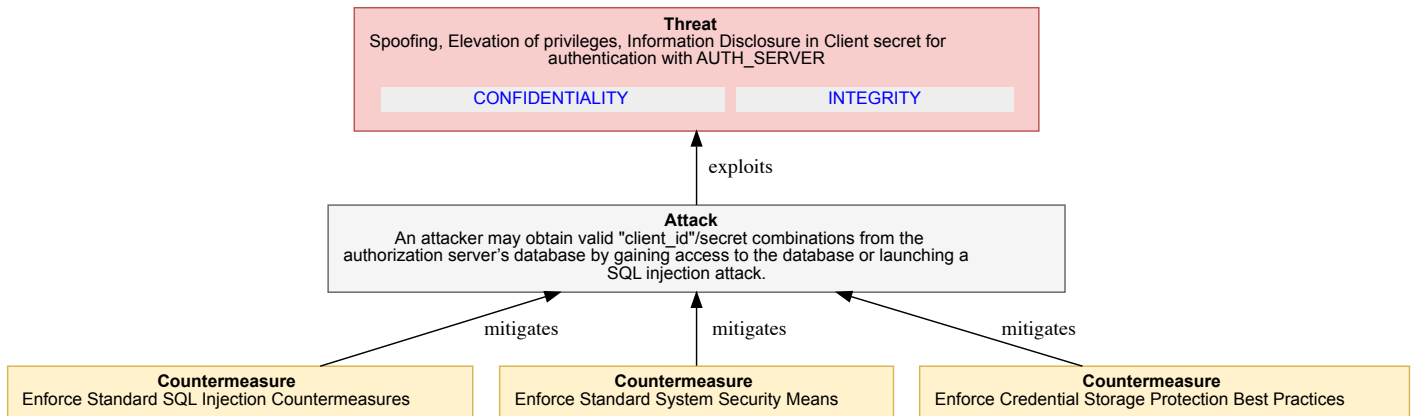 Threat
Spoofing, Elevation of privileges, Information Disclosure in Client secret for
authentication with AUTH_SERVER
CONFIDENTIALITY
INTEGRITY
exploits
Attack
An attacker may obtain valid "client_id"/secret combinations from the
authorization server’s database by gaining access to the database or launching a
SQL injection attack.
mitigates
mitigates
mitigates
Countermeasure
Enforce Standard SQL Injection Countermeasures
Countermeasure
Enforce Standard System Security Means
Countermeasure
Enforce Credential Storage Protection Best Practices